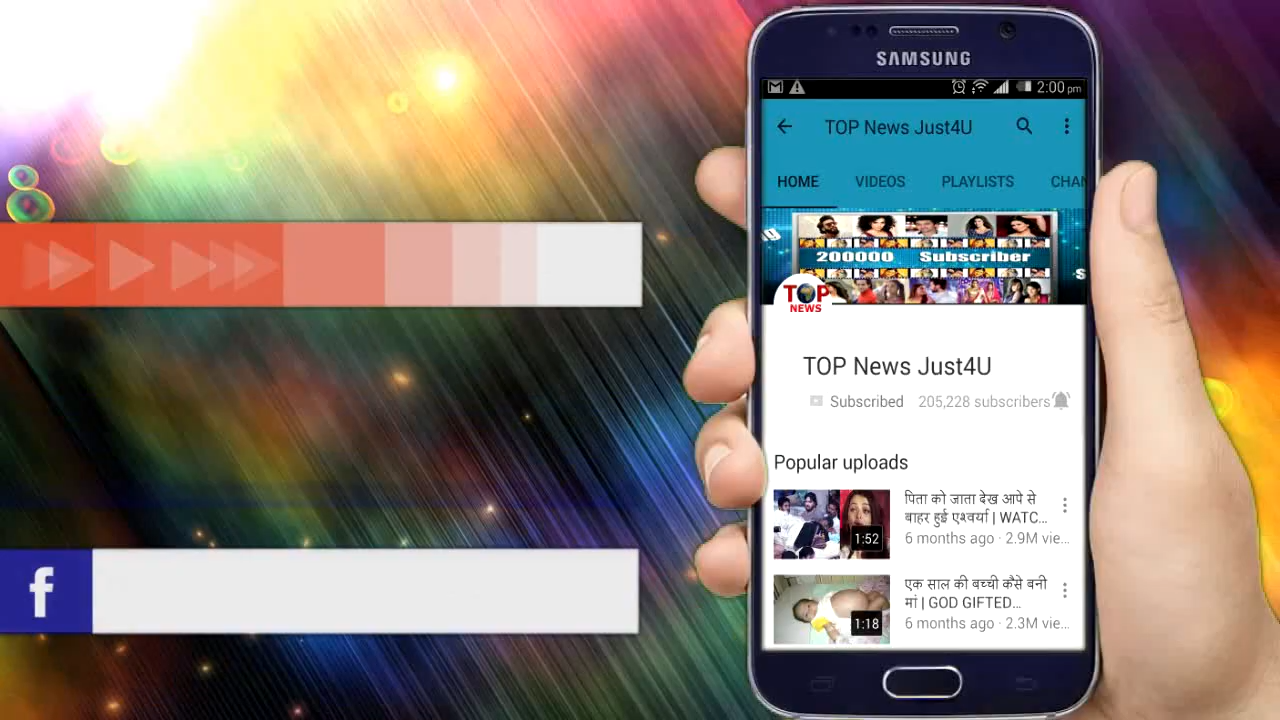 SAMSUNG
2:00 pm
TOP News Just4U
HOME VIDEOS PLAYLISTS CHAN
200000 Subscriber
TOP
NEWS
TOP News Just4U
Subscribed 205,228 subscribers
Popular uploads
पिता को जाता देख आपे से
बाहर हुई एश्वर्या | WATC...
6 months ago · 2.9M vie...
1:52
एक साल की बच्ची कैसे बनी
मां | GOD GIFTED...
6 months ago · 2.3M vie...
1:18
f